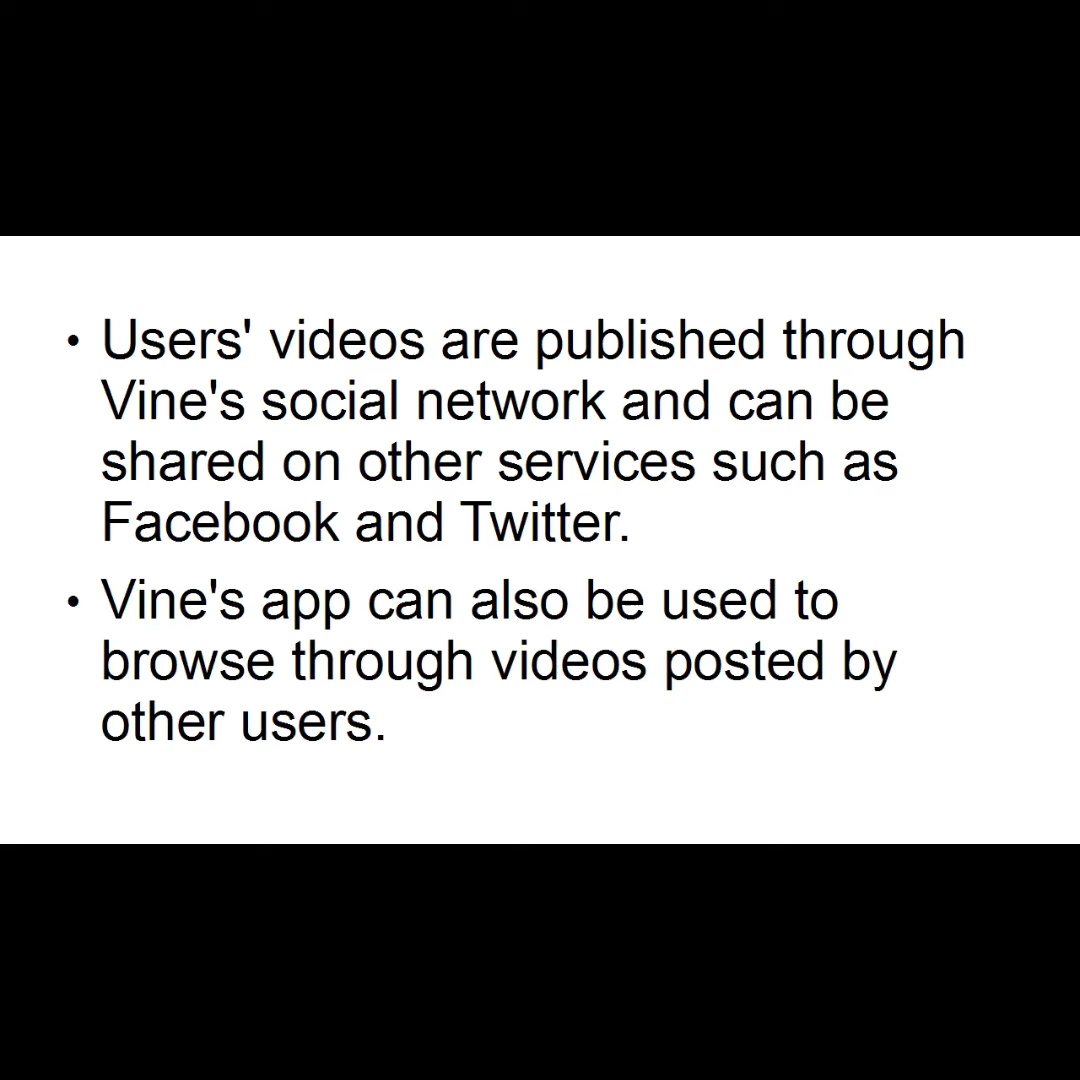 • Users' videos are published through
Vine's social network and can be
shared on other services such as
Facebook and Twitter.
• Vine's app can also be used to
browse through videos posted by
other users.